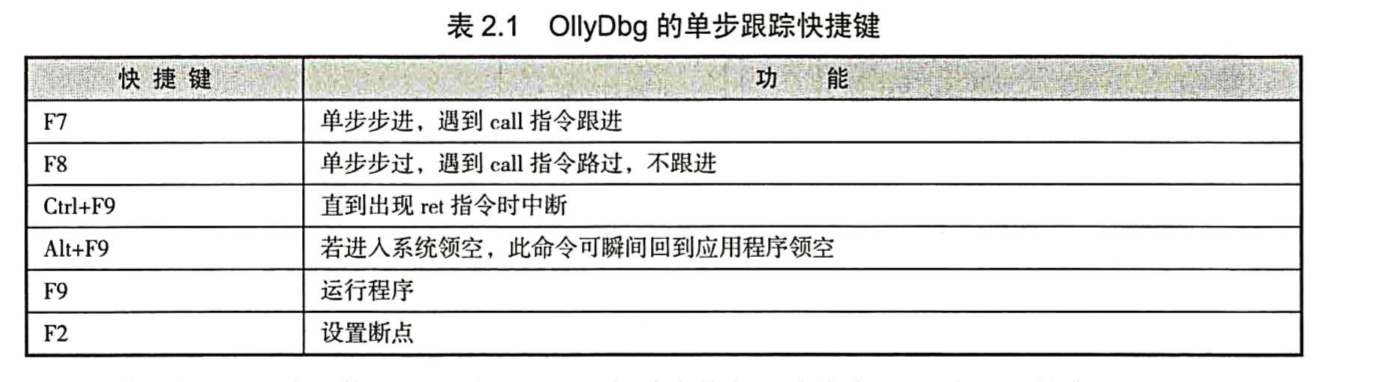 表 2.1 OllyDbg 的单步跟踪快捷键
快捷键 功能
F7 单步步进，遇到 call 指令跟进
F8 单步步过，遇到 call 指令路过，不跟进
Ctrl+F9 直到出现 ret 指令时中断
Alt+F9 若进入系统领空，此命令可瞬间回到应用程序领空
F9 运行程序
F2 设置断点